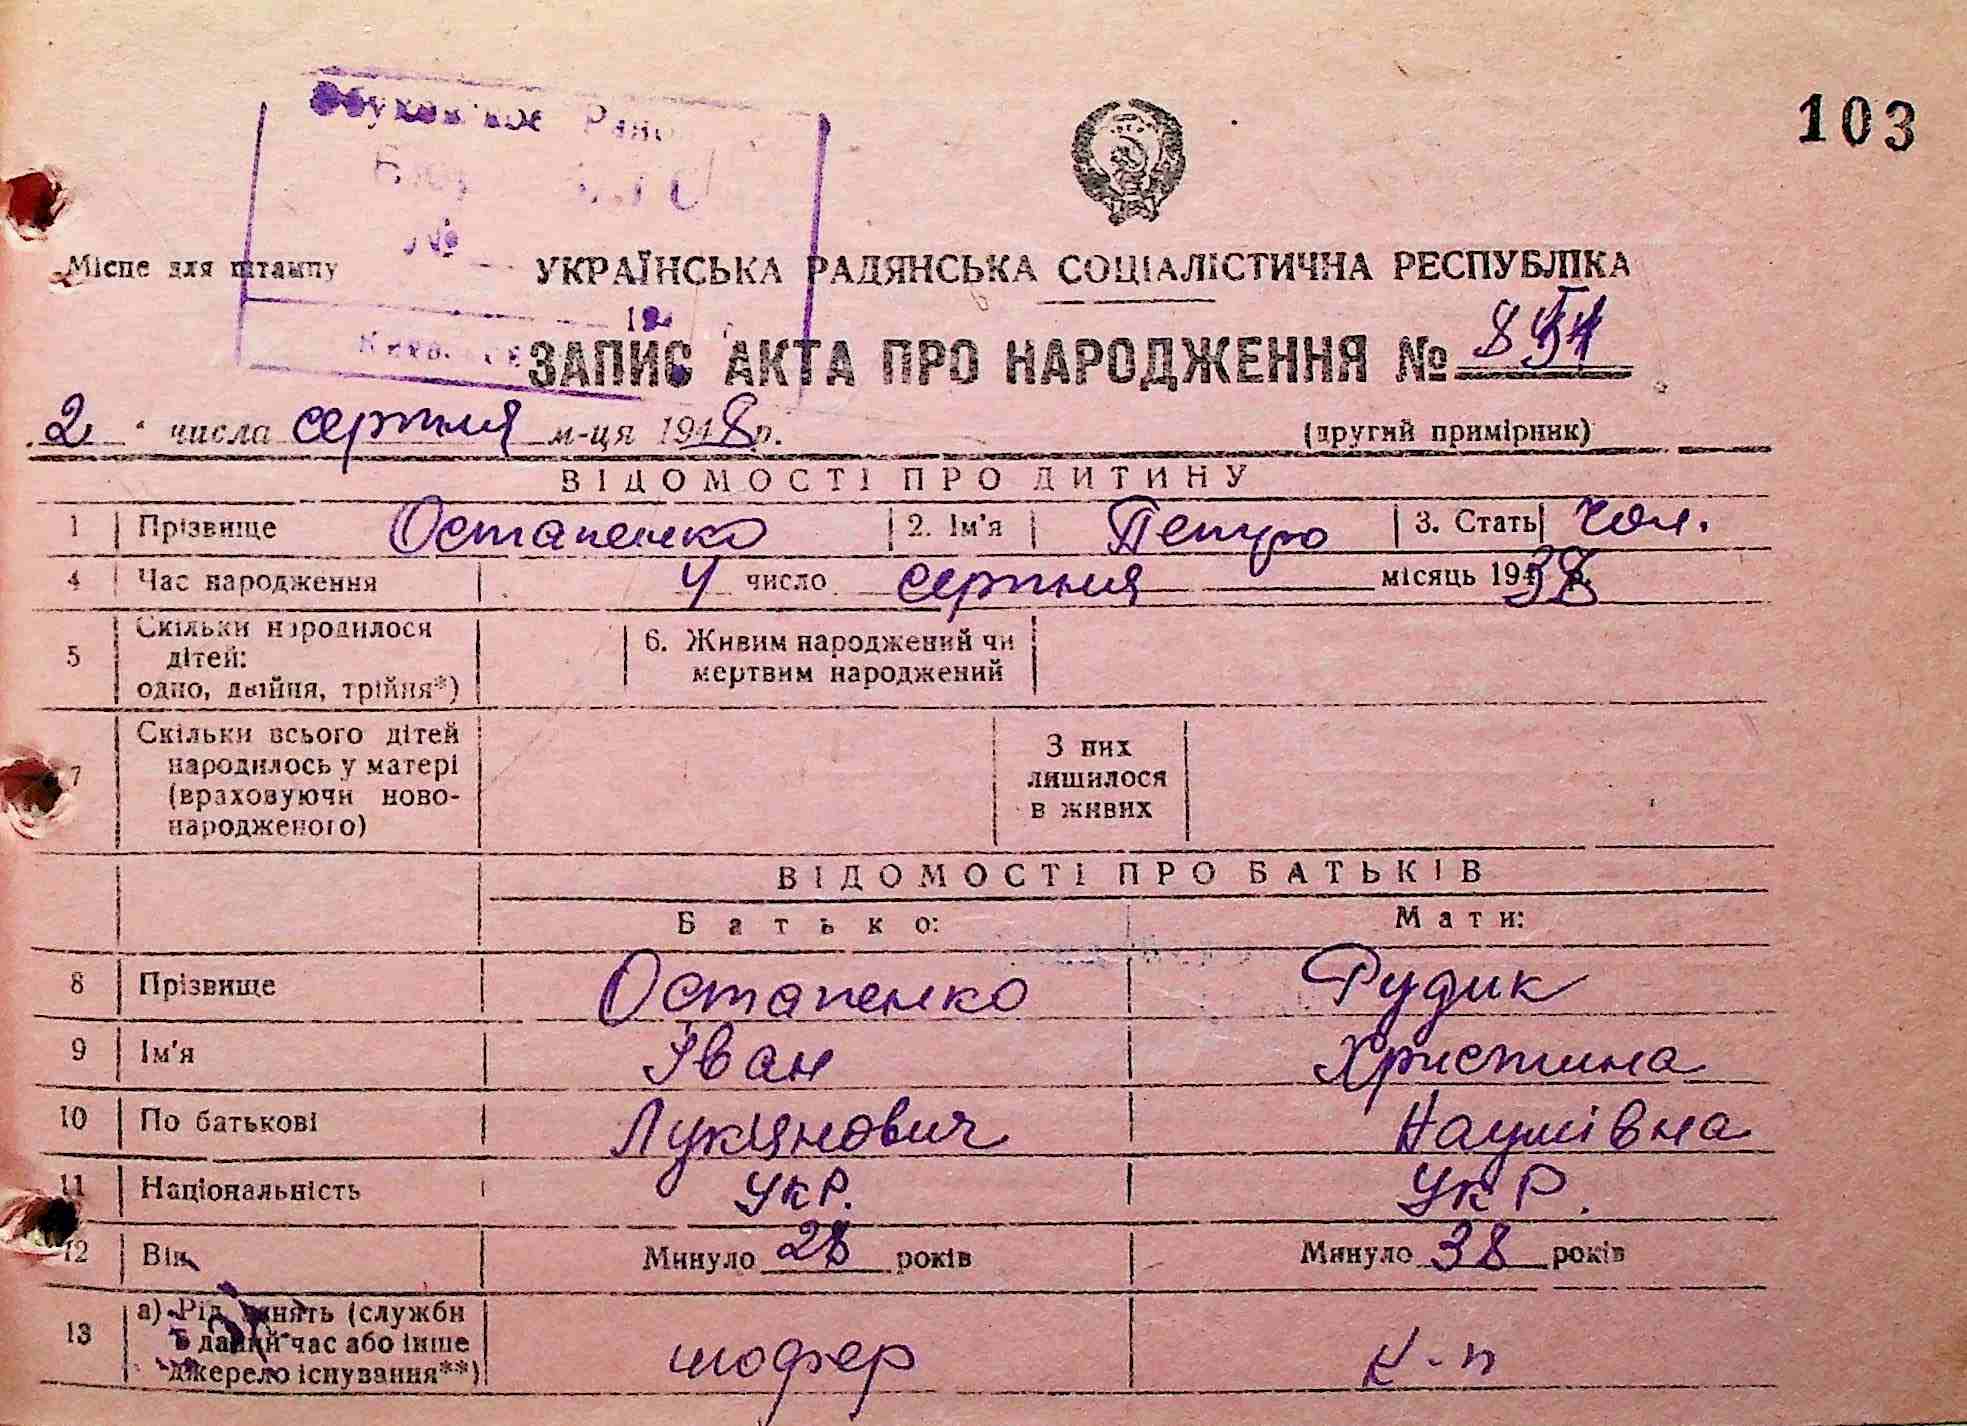 103
Місце для штампу
УКРАЇНСЬКА РАДЯНСЬКА СОЦІАЛІСТИЧНА РЕСПУБЛІКА
ЗАПИС АКТА ПРО НАРОДЖЕННЯ №
2 числа серпня м-ця 1948 р. (другий примірник)
ВІДОМОСТІ ПРО ДИТИНУ
1 Прізвище Остапенко 2. Ім'я Петро 3. Стать чол.
4 Час народження 4 число серпня місяць 1938
5 Скільки народилося
дітей:
одно, двійня, трійня*)
6. Живим народжений чи
мертвим народжений
7 Скільки всього дітей
народилось у матері
(враховуючи ново-
народженого)
З них
лишилося
в живих
ВІДОМОСТІ ПРО БАТЬКІВ
Батько: Мати:
8 Прізвище Остапенко Рудик
9 Ім'я Іван Христина
10 По батькові Лукянович Наумівна
11 Національність укр. укр.
12 Вік Минуло 28 років Минуло 38 років
13 а) Рід занять (служби
в даний час або інше
джерело існування**)
шофер к-п